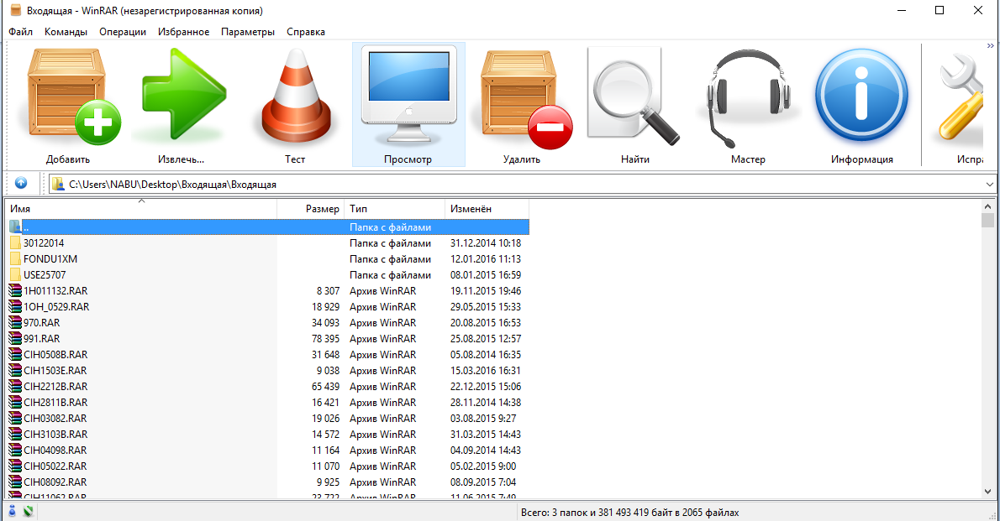 Входящая - WinRAR (незарегистрированная копия)
Файл Команды Операции Избранное Параметры Справка
Добавить Извлечь... Тест Просмотр Удалить Найти Мастер Информация Испра
C:\Users\NABU\Desktop\Входящая\Входящая
Имя Размер Тип Изменён
.. Папка с файлами
30122014 Папка с файлами 31.12.2014 10:18
FONDU1XM Папка с файлами 12.01.2016 11:13
USE25707 Папка с файлами 08.01.2015 16:59
1H011132.RAR 8 307 Архив WinRAR 19.11.2015 19:46
1OH_0529.RAR 18 929 Архив WinRAR 29.05.2015 15:33
970.RAR 34 093 Архив WinRAR 20.08.2015 16:53
991.RAR 78 395 Архив WinRAR 25.08.2015 12:57
CIH0508B.RAR 31 648 Архив WinRAR 05.08.2014 16:35
CIH1503E.RAR 9 038 Архив WinRAR 15.03.2016 16:31
CIH2212B.RAR 65 439 Архив WinRAR 22.12.2015 15:06
CIH2811B.RAR 16 421 Архив WinRAR 28.11.2014 14:38
CIH03082.RAR 19 026 Архив WinRAR 03.08.2015 9:27
CIH3103B.RAR 14 572 Архив WinRAR 31.03.2015 14:43
CIH04098.RAR 11 164 Архив WinRAR 04.09.2014 14:43
CIH05022.RAR 11 070 Архив WinRAR 05.02.2015 9:00
CIH08092.RAR 9 925 Архив WinRAR 08.09.2015 7:04
CIH11062.RAR 23 722 Архив WinRAR 11.06.2015 7:49
Всего: 3 папок и 381 493 419 байт в 2065 файлах